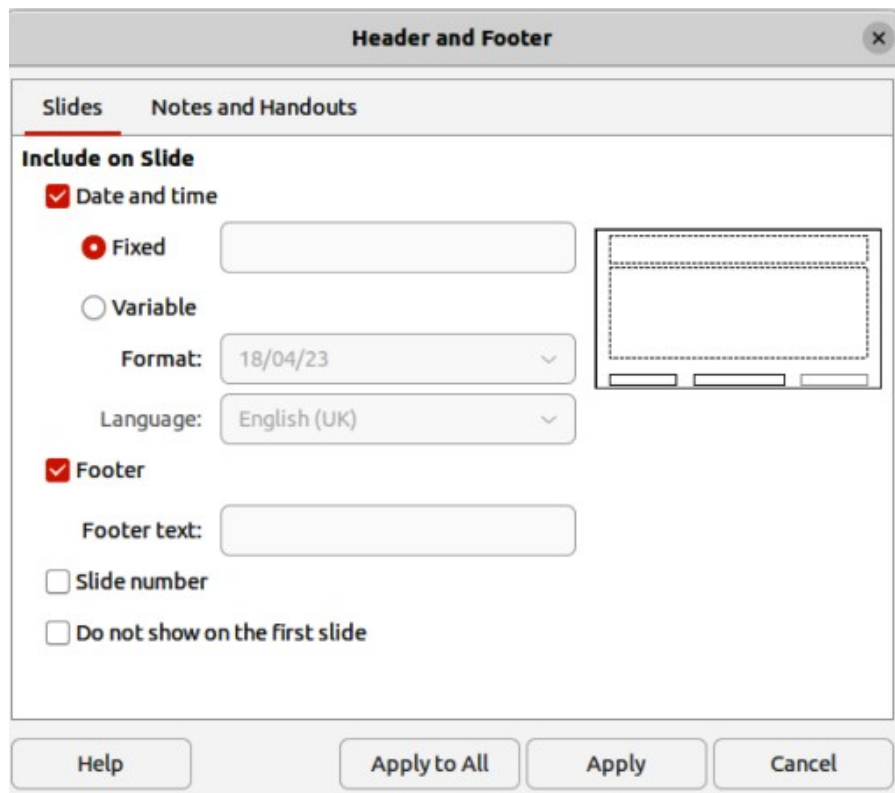 Header and Footer
Slides Notes and Handouts
Include on Slide
Date and time
Fixed
Variable
Format: 18/04/23
Language: English (UK)
Footer
Footer text:
Slide number
Do not show on the first slide
Help Apply to All Apply Cancel